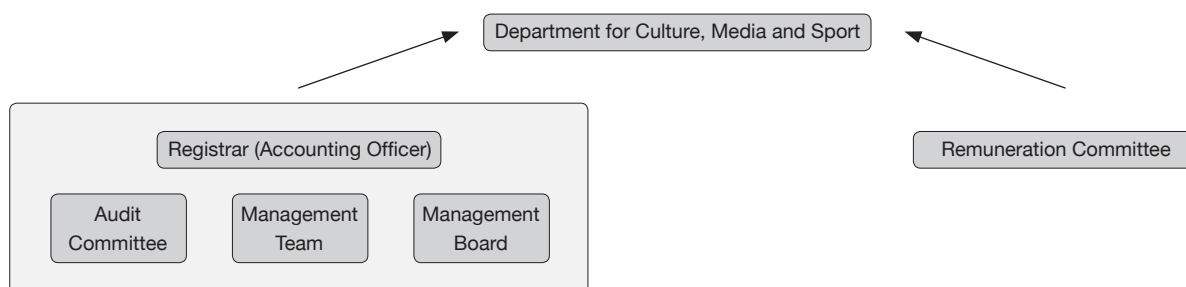 Department for Culture, Media and Sport
Registrar (Accounting Officer)
Remuneration Committee
Audit
Committee
Management
Team
Management
Board